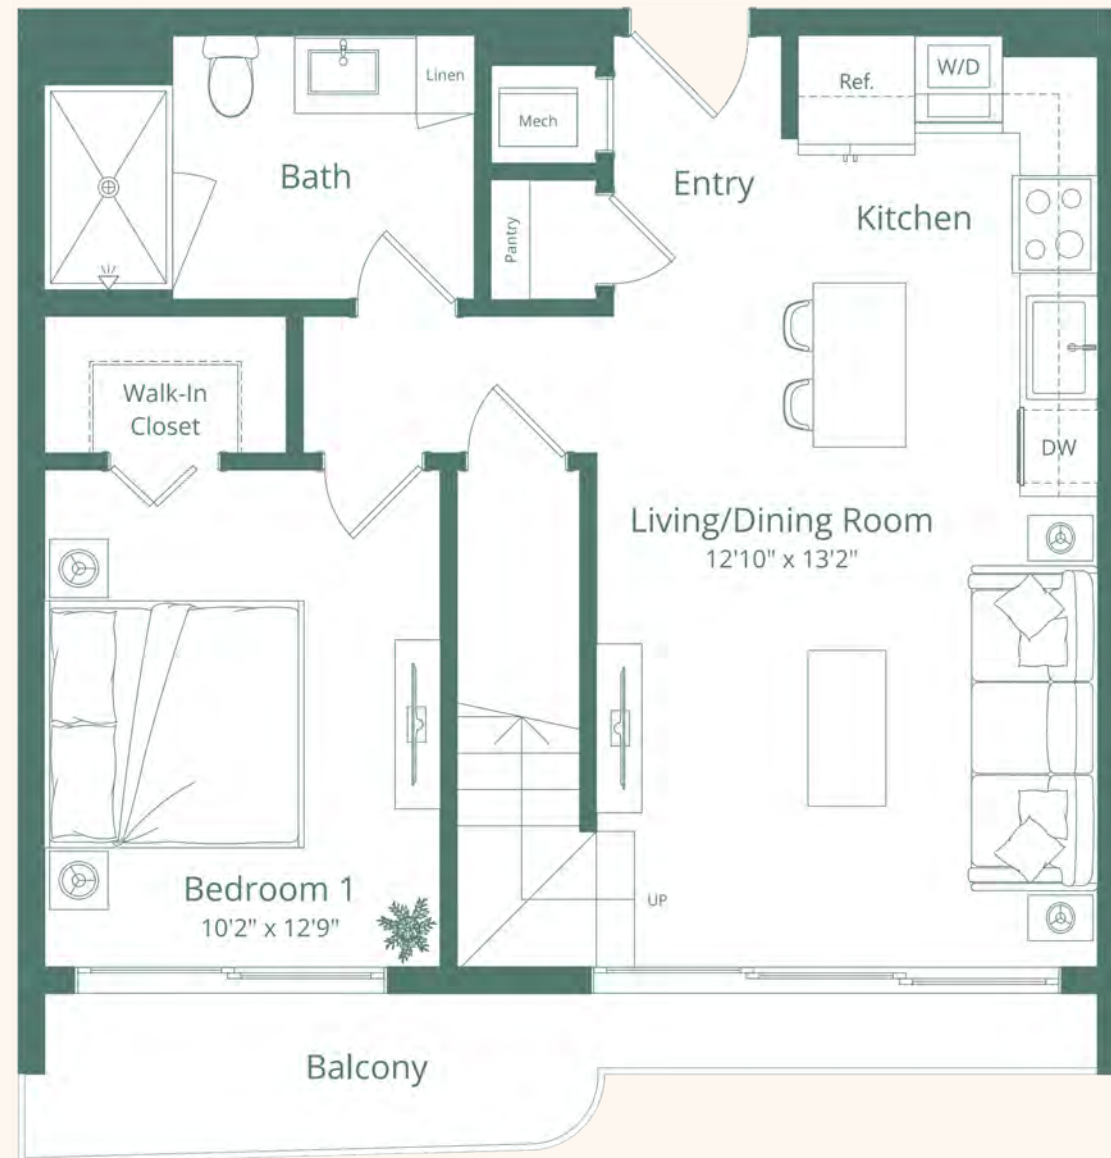 Linen
Ref.
W/D
Mech
Bath
Entry
Kitchen
Pantry
Walk-In
Closet
DW
Living/Dining Room
12'10" x 13'2"
Bedroom 1
10'2" x 12'9"
UP
Balcony